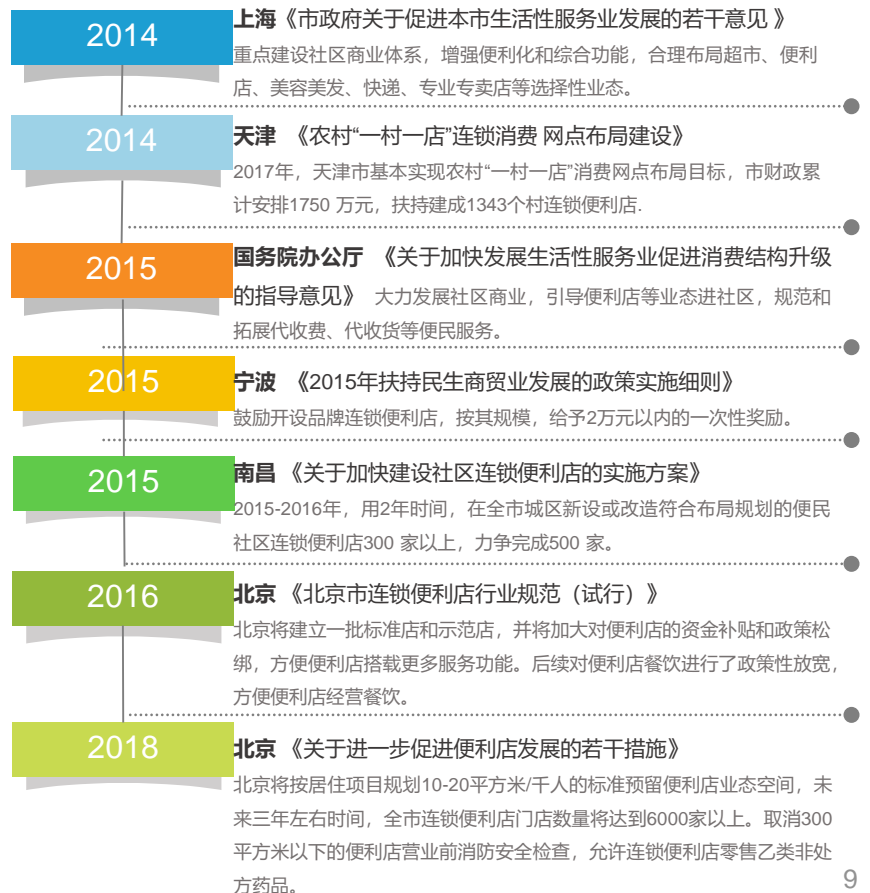 2014
上海《市政府关于促进本市生活性服务业发展的若干意见 》
重点建设社区商业体系，增强便利化和综合功能，合理布局超市、便利
店、美容美发、快递、专业专卖店等选择性业态。
2014
天津 《农村“一村一店”连锁消费 网点布局建设》
2017年，天津市基本实现农村“一村一店”消费网点布局目标，市财政累
计安排1750 万元，扶持建成1343个村连锁便利店.
2015
国务院办公厅 《关于加快发展生活性服务业促进消费结构升级
的指导意见》 大力发展社区商业，引导便利店等业态进社区，规范和
拓展代收费、代收货等便民服务。
2015
宁波 《2015年扶持民生商贸业发展的政策实施细则》
鼓励开设品牌连锁便利店，按其规模，给予2万元以内的一次性奖励。
2015
南昌 《关于加快建设社区连锁便利店的实施方案》
2015-2016年，用2年时间，在全市城区新设或改造符合布局规划的便民
社区连锁便利店300 家以上，力争完成500 家。
2016
北京 《北京市连锁便利店行业规范（试行）》
北京将建立一批标准店和示范店，并将加大对便利店的资金补贴和政策松
绑，方便便利店搭载更多服务功能。后续对便利店餐饮进行了政策性放宽，
方便便利店经营餐饮。
2018
北京 《关于进一步促进便利店发展的若干措施》
北京将按居住项目规划10-20平方米/千人的标准预留便利店业态空间，未
来三年左右时间，全市连锁便利店门店数量将达到6000家以上。取消300
平方米以下的便利店营业前消防安全检查，允许连锁便利店零售乙类非处
方药品。
9